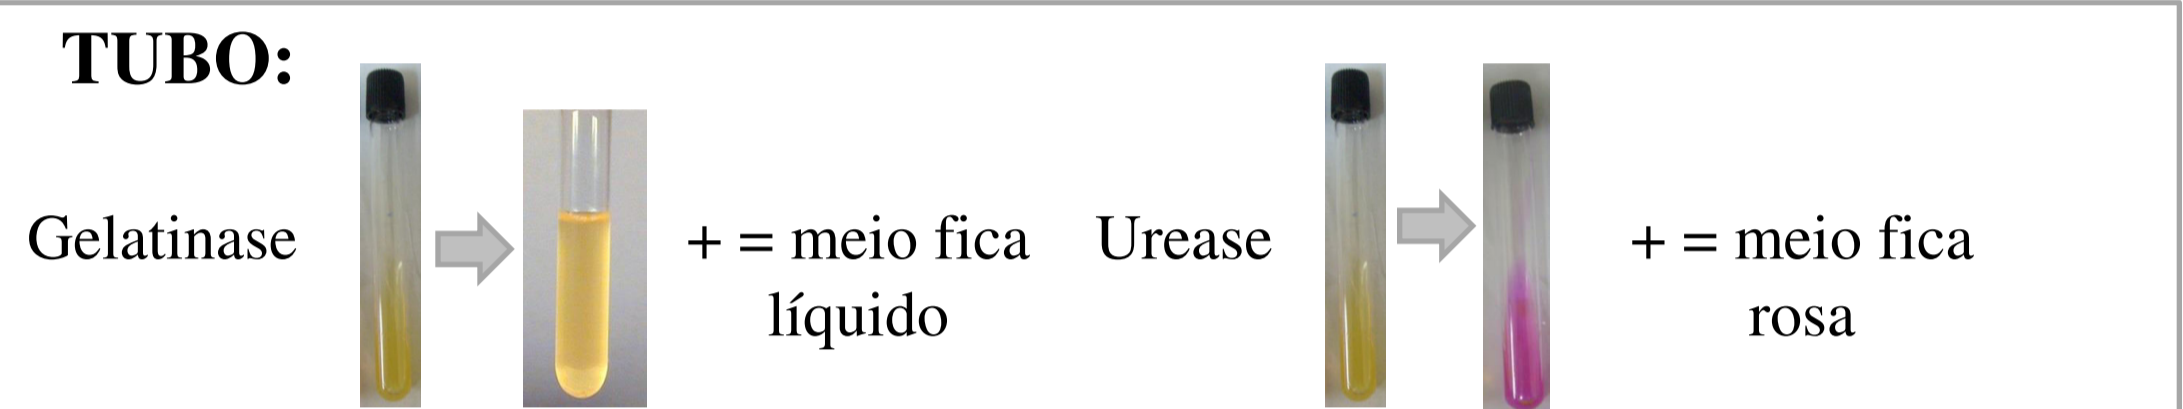 TUBO:
Gelatinase
+ = meio fica
líquido
Urease
+ = meio fica
rosa